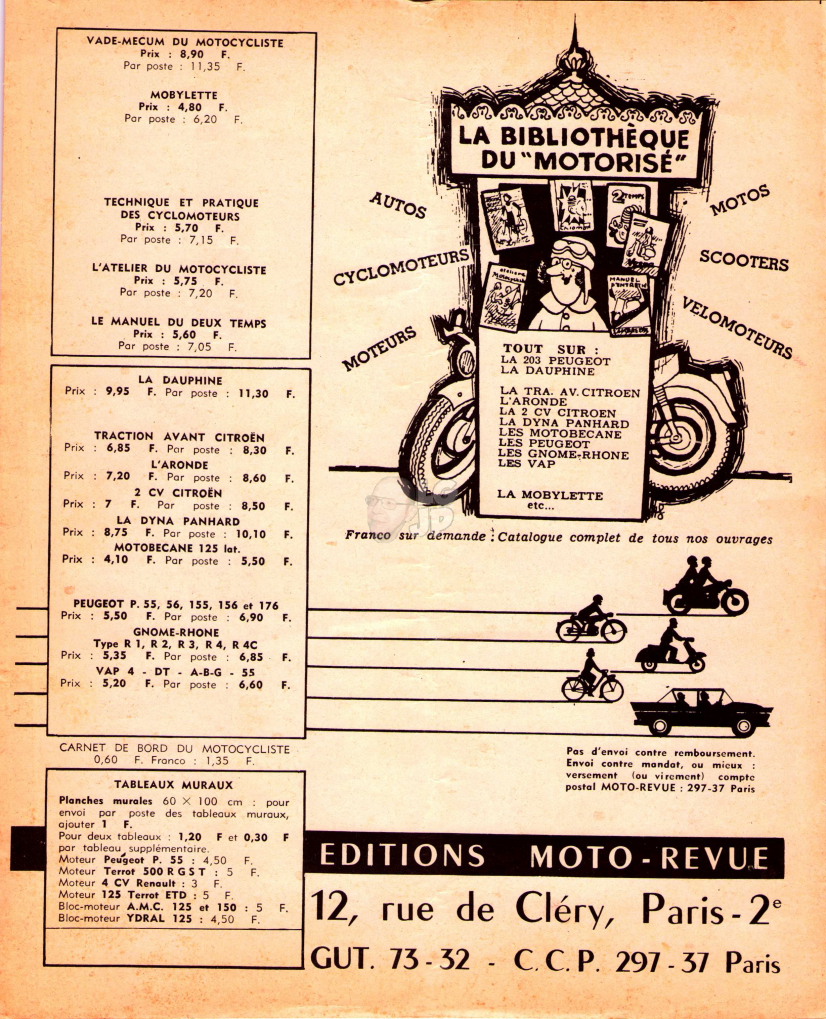 VADE-MECUM DU MOTOCYCLISTE
Prix : 8,90 F.
Par poste : 11,35 F.
MOBYLETTE
Prix : 4,80 F.
Par poste : 6,20 F.
TECHNIQUE ET PRATIQUE
DES CYCLOMOTEURS
Prix : 5,70 F.
Par poste : 7,15 F.
L'ATELIER DU MOTOCYCLISTE
Prix : 5,75 F.
Par poste : 7,20 F.
LE MANUEL DU DEUX TEMPS
Prix : 5,60 F.
Par poste : 7,05 F.
LA DAUPHINE
Prix : 9,95 F. Par poste : 11,30 F.
TRACTION AVANT CITROËN
Prix : 6,85 F. Par poste : 8,30 F.
L'ARONDE
Prix : 7,20 F. Par poste : 8,60 F.
2 CV CITROËN
Prix : 7 F. Par poste : 8,50 F.
LA DYNA PANHARD
Prix : 8,75 F. Par poste : 10,10 F.
MOTOBECANE 125 lat.
Prix : 4,10 F. Par poste : 5,50 F.
PEUGEOT P. 55, 56, 155, 156 et 176
Prix : 5,50 F. Par poste : 6,90 F.
GNOME-RHONE
Type R 1, R 2, R 3, R 4, R 4C
Prix : 5,35 F. Par poste : 6,85 F.
VAP 4 - DT - A-B-G - 55
Prix : 5,20 F. Par poste : 6,60 F.
CARNET DE BORD DU MOTOCYCLISTE
0,60 F. Franco : 1,35 F.
TABLEAUX MURAUX
Planches murales 60 X 100 cm : pour
envoi par poste des tableaux muraux,
ajouter 1 F.
Pour deux tableaux : 1,20 F et 0,30 F
par tableau supplémentaire.
Moteur Peugeot P. 55 : 4,50 F.
Moteur Terrot 500 R G S T : 5 F.
Moteur 4 CV Renault : 3 F.
Moteur 125 Terrot ETD : 5 F.
Bloc-moteur A.M.C. 125 et 150 : 5 F.
Bloc-moteur YDRAL 125 : 4,50 F.
LA BIBLIOTHÈQUE
DU "MOTORISÉ"
AUTOS
CYCLOMOTEURS
MOTEURS
MOTOS
SCOOTERS
VELOMOTEURS
2 TEMPS
MANUEL
D'ENTRETIEN
TOUT SUR :
LA 203 PEUGEOT
LA DAUPHINE
LA TRA. AV. CITROEN
L'ARONDE
LA 2 CV CITROEN
LA DYNA PANHARD
LES MOTOBECANE
LES PEUGEOT
LES GNOME-RHONE
LES VAP
LA MOBYLETTE
etc...
LC
JP
Franco sur demande : Catalogue complet de tous nos ouvrages
Pas d'envoi contre remboursement.
Envoi contre mandat, ou mieux :
versement (ou virement) compte
postal MOTO-REVUE : 297-37 Paris
EDITIONS MOTO-REVUE
12, rue de Cléry, Paris-2e
GUT. 73-32 - C. C. P. 297-37 Paris